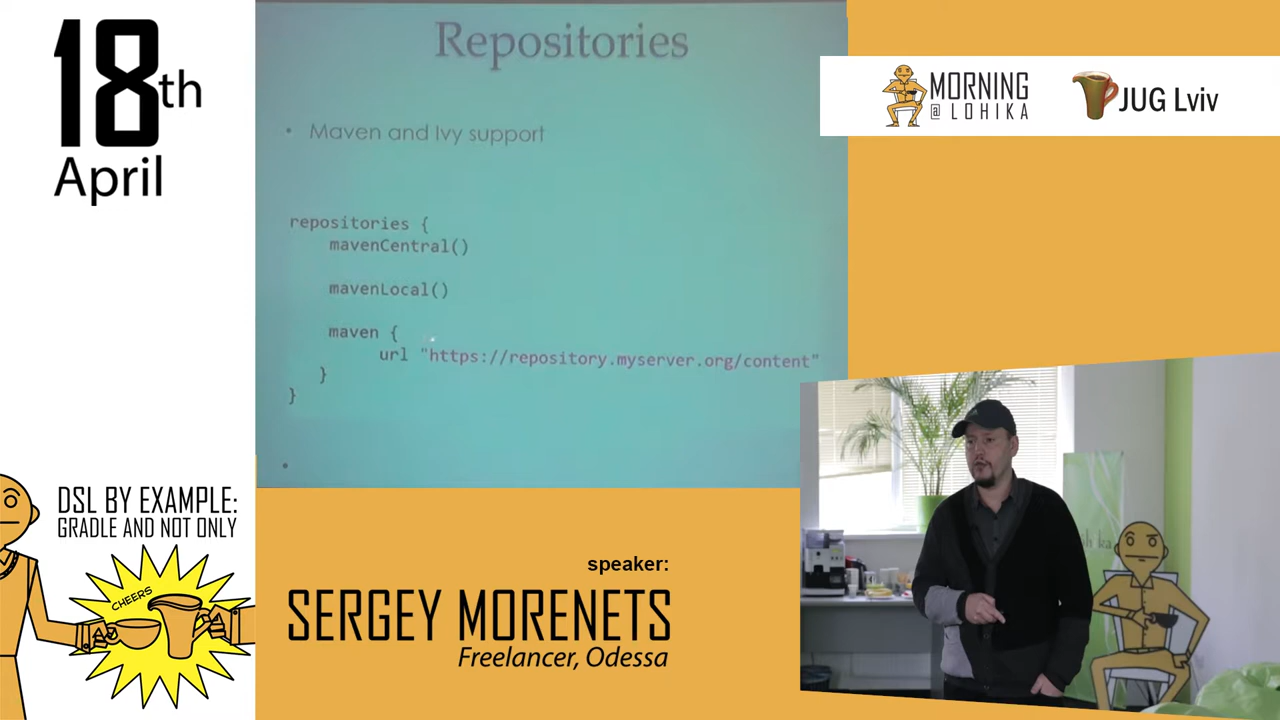 18th
April
Repositories
• Maven and Ivy support
repositories {
mavenCentral()
mavenLocal()
maven {
url "https://repository.myserver.org/content"
}
}
•
MORNING
@ LOHIKA
JUG Lviv
DSL BY EXAMPLE:
GRADLE AND NOT ONLY
CHEERS
speaker:
SERGEY MORENETS
Freelancer, Odessa